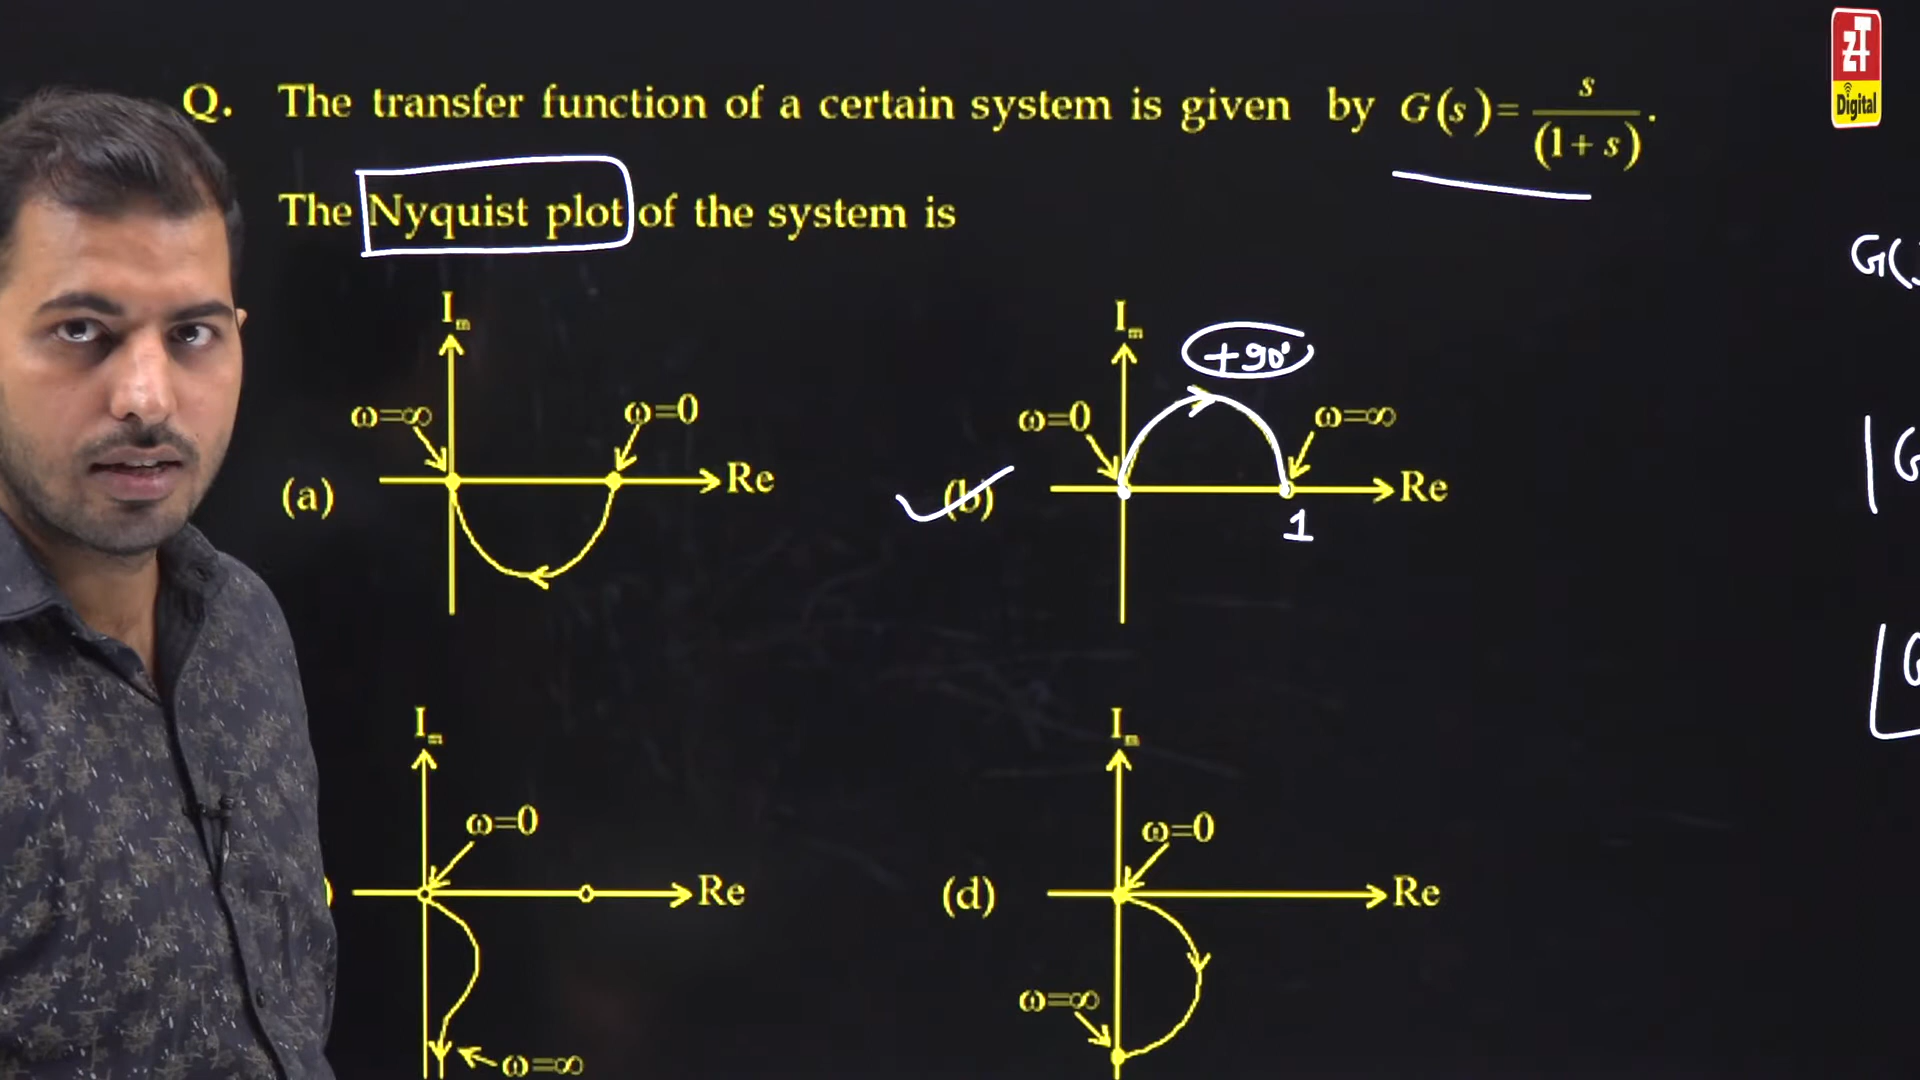 ZT
Digital
Q. The transfer function of a certain system is given by G(s)= s/(1+s).
The Nyquist plot of the system is
G(
|G
Im
ω=∞
ω=0
Re
(a)
Im
+90°
ω=0
ω=∞
Re
(b)
1
Im
ω=0
Re
)
ω=∞
Im
ω=0
Re
(d)
ω=∞